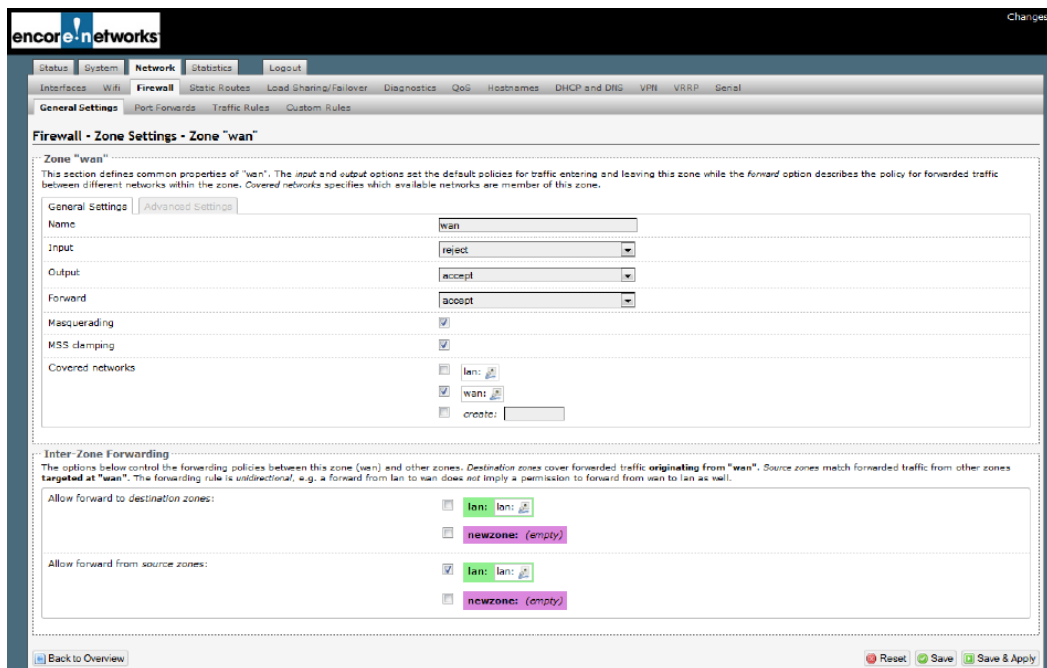 Changes
encore!networks
Status System Network Statistics Logout
Interfaces Wifi Firewall Static Routes Load Sharing/Failover Diagnostics QoS Hostnames DHCP and DNS VPN VRRP Serial
General Settings Port Forwards Traffic Rules Custom Rules
Firewall - Zone Settings - Zone "wan"
Zone "wan"
This section defines common properties of "wan". The input and output options set the default policies for traffic entering and leaving this zone while the forward option describes the policy for forwarded traffic
between different networks within the zone. Covered networks specifies which available networks are member of this zone.
General Settings Advanced Settings
Name wan
Input reject
Output accept
Forward accept
Masquerading
MSS clamping
Covered networks lan:
wan:
create:
Inter-Zone Forwarding
The options below control the forwarding policies between this zone (wan) and other zones. Destination zones cover forwarded traffic originating from "wan". Source zones match forwarded traffic from other zones
targeted at "wan". The forwarding rule is unidirectional, e.g. a forward from lan to wan does not imply a permission to forward from wan to lan as well.
Allow forward to destination zones: lan: lan:
newzone: (empty)
Allow forward from source zones: lan: lan:
newzone: (empty)
Back to Overview Reset Save Save & Apply